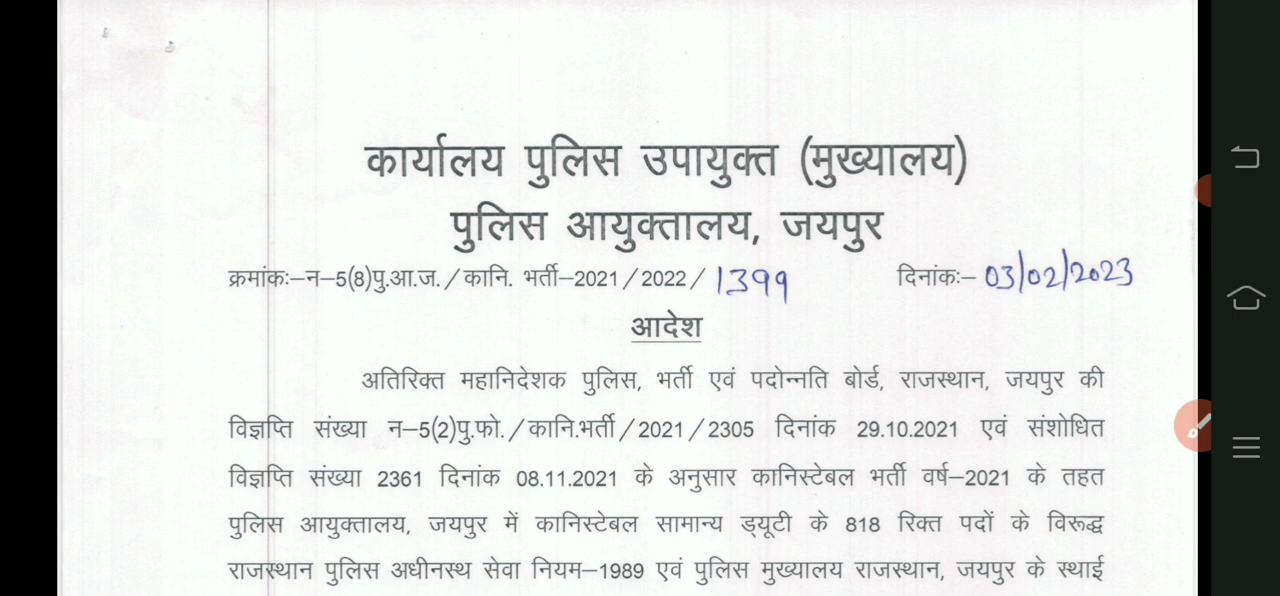 कार्यालय पुलिस उपायुक्त (मुख्यालय)
पुलिस आयुक्तालय, जयपुर
क्रमांकः–न–5(8)पु.आ.ज./कानि. भर्ती–2021/2022/ 1399 दिनांकः– 03/02/2023
आदेश
अतिरिक्त महानिदेशक पुलिस, भर्ती एवं पदोन्नति बोर्ड, राजस्थान, जयपुर की
विज्ञप्ति संख्या न–5(2)पु.फो./कानि.भर्ती/2021/2305 दिनांक 29.10.2021 एवं संशोधित
विज्ञप्ति संख्या 2361 दिनांक 08.11.2021 के अनुसार कानिस्टेबल भर्ती वर्ष–2021 के तहत
पुलिस आयुक्तालय, जयपुर में कानिस्टेबल सामान्य ड्यूटी के 818 रिक्त पदों के विरूद्ध
राजस्थान पुलिस अधीनस्थ सेवा नियम–1989 एवं पुलिस मुख्यालय राजस्थान, जयपुर के स्थाई